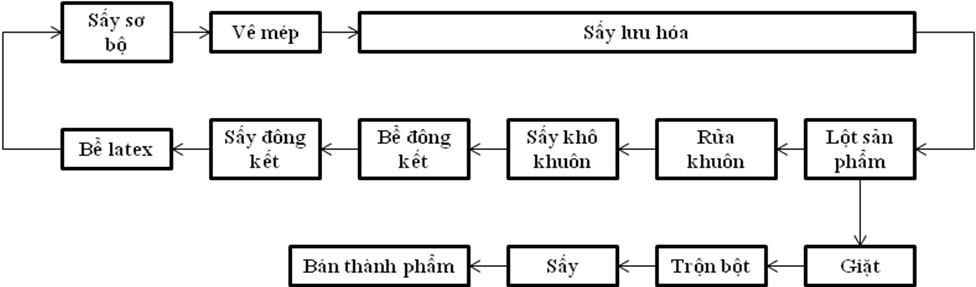 Sấy sơ
bộ
Vê mép
Sấy lưu hóa
Bể latex
Sấy đông
kết
Bể đông
kết
Sấy khô
khuôn
Rửa
khuôn
Lột sản
phẩm
Bán thành phẩm
Sấy
Trộn bột
Giặt